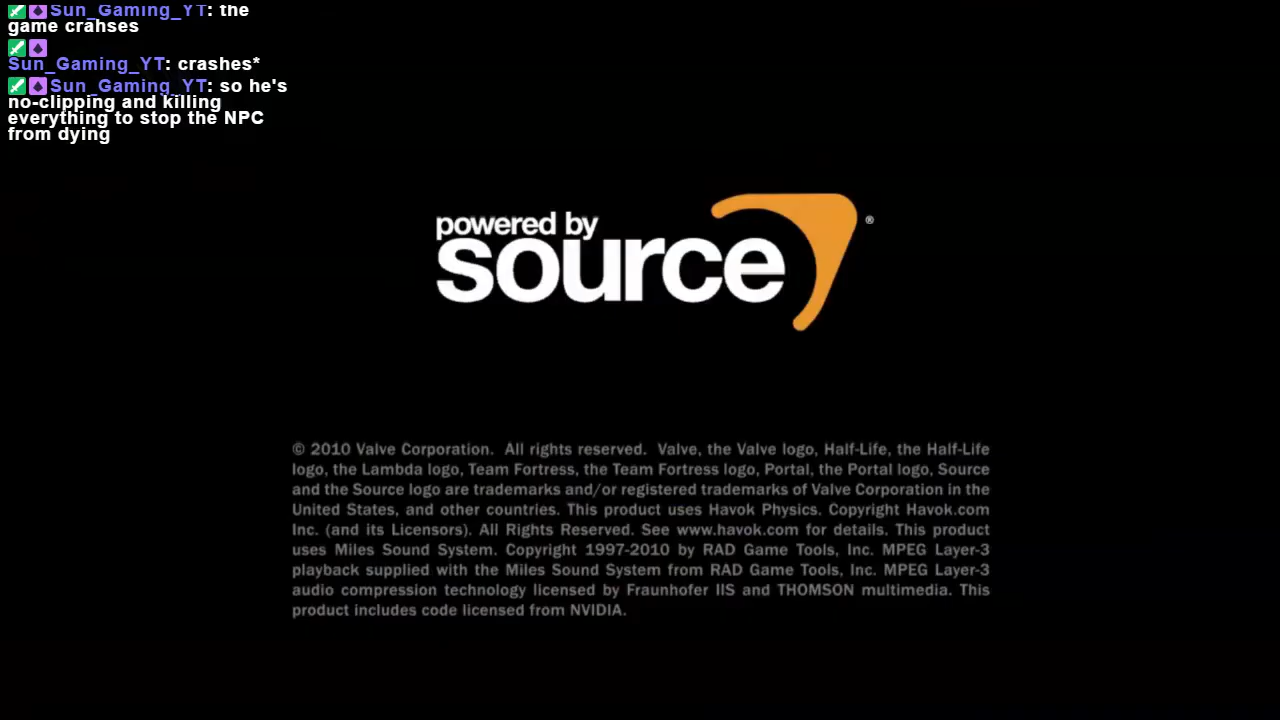 Sun_Gaming_YT: the
game crahses
Sun_Gaming_YT: crashes*
Sun_Gaming_YT: so he's
no-clipping and killing
everything to stop the NPC
from dying
powered by
source®
© 2010 Valve Corporation. All rights reserved. Valve, the Valve logo, Half-Life, the Half-Life
logo, the Lambda logo, Team Fortress, the Team Fortress logo, Portal, the Portal logo, Source
and the Source logo are trademarks and/or registered trademarks of Valve Corporation in the
United States, and other countries. This product uses Havok Physics. Copyright Havok.com
Inc. (and its Licensors). All Rights Reserved. See www.havok.com for details. This product
uses Miles Sound System. Copyright 1997-2010 by RAD Game Tools, Inc. MPEG Layer-3
playback supplied with the Miles Sound System from RAD Game Tools, Inc. MPEG Layer-3
audio compression technology licensed by Fraunhofer IIS and THOMSON multimedia. This
product includes code licensed from NVIDIA.